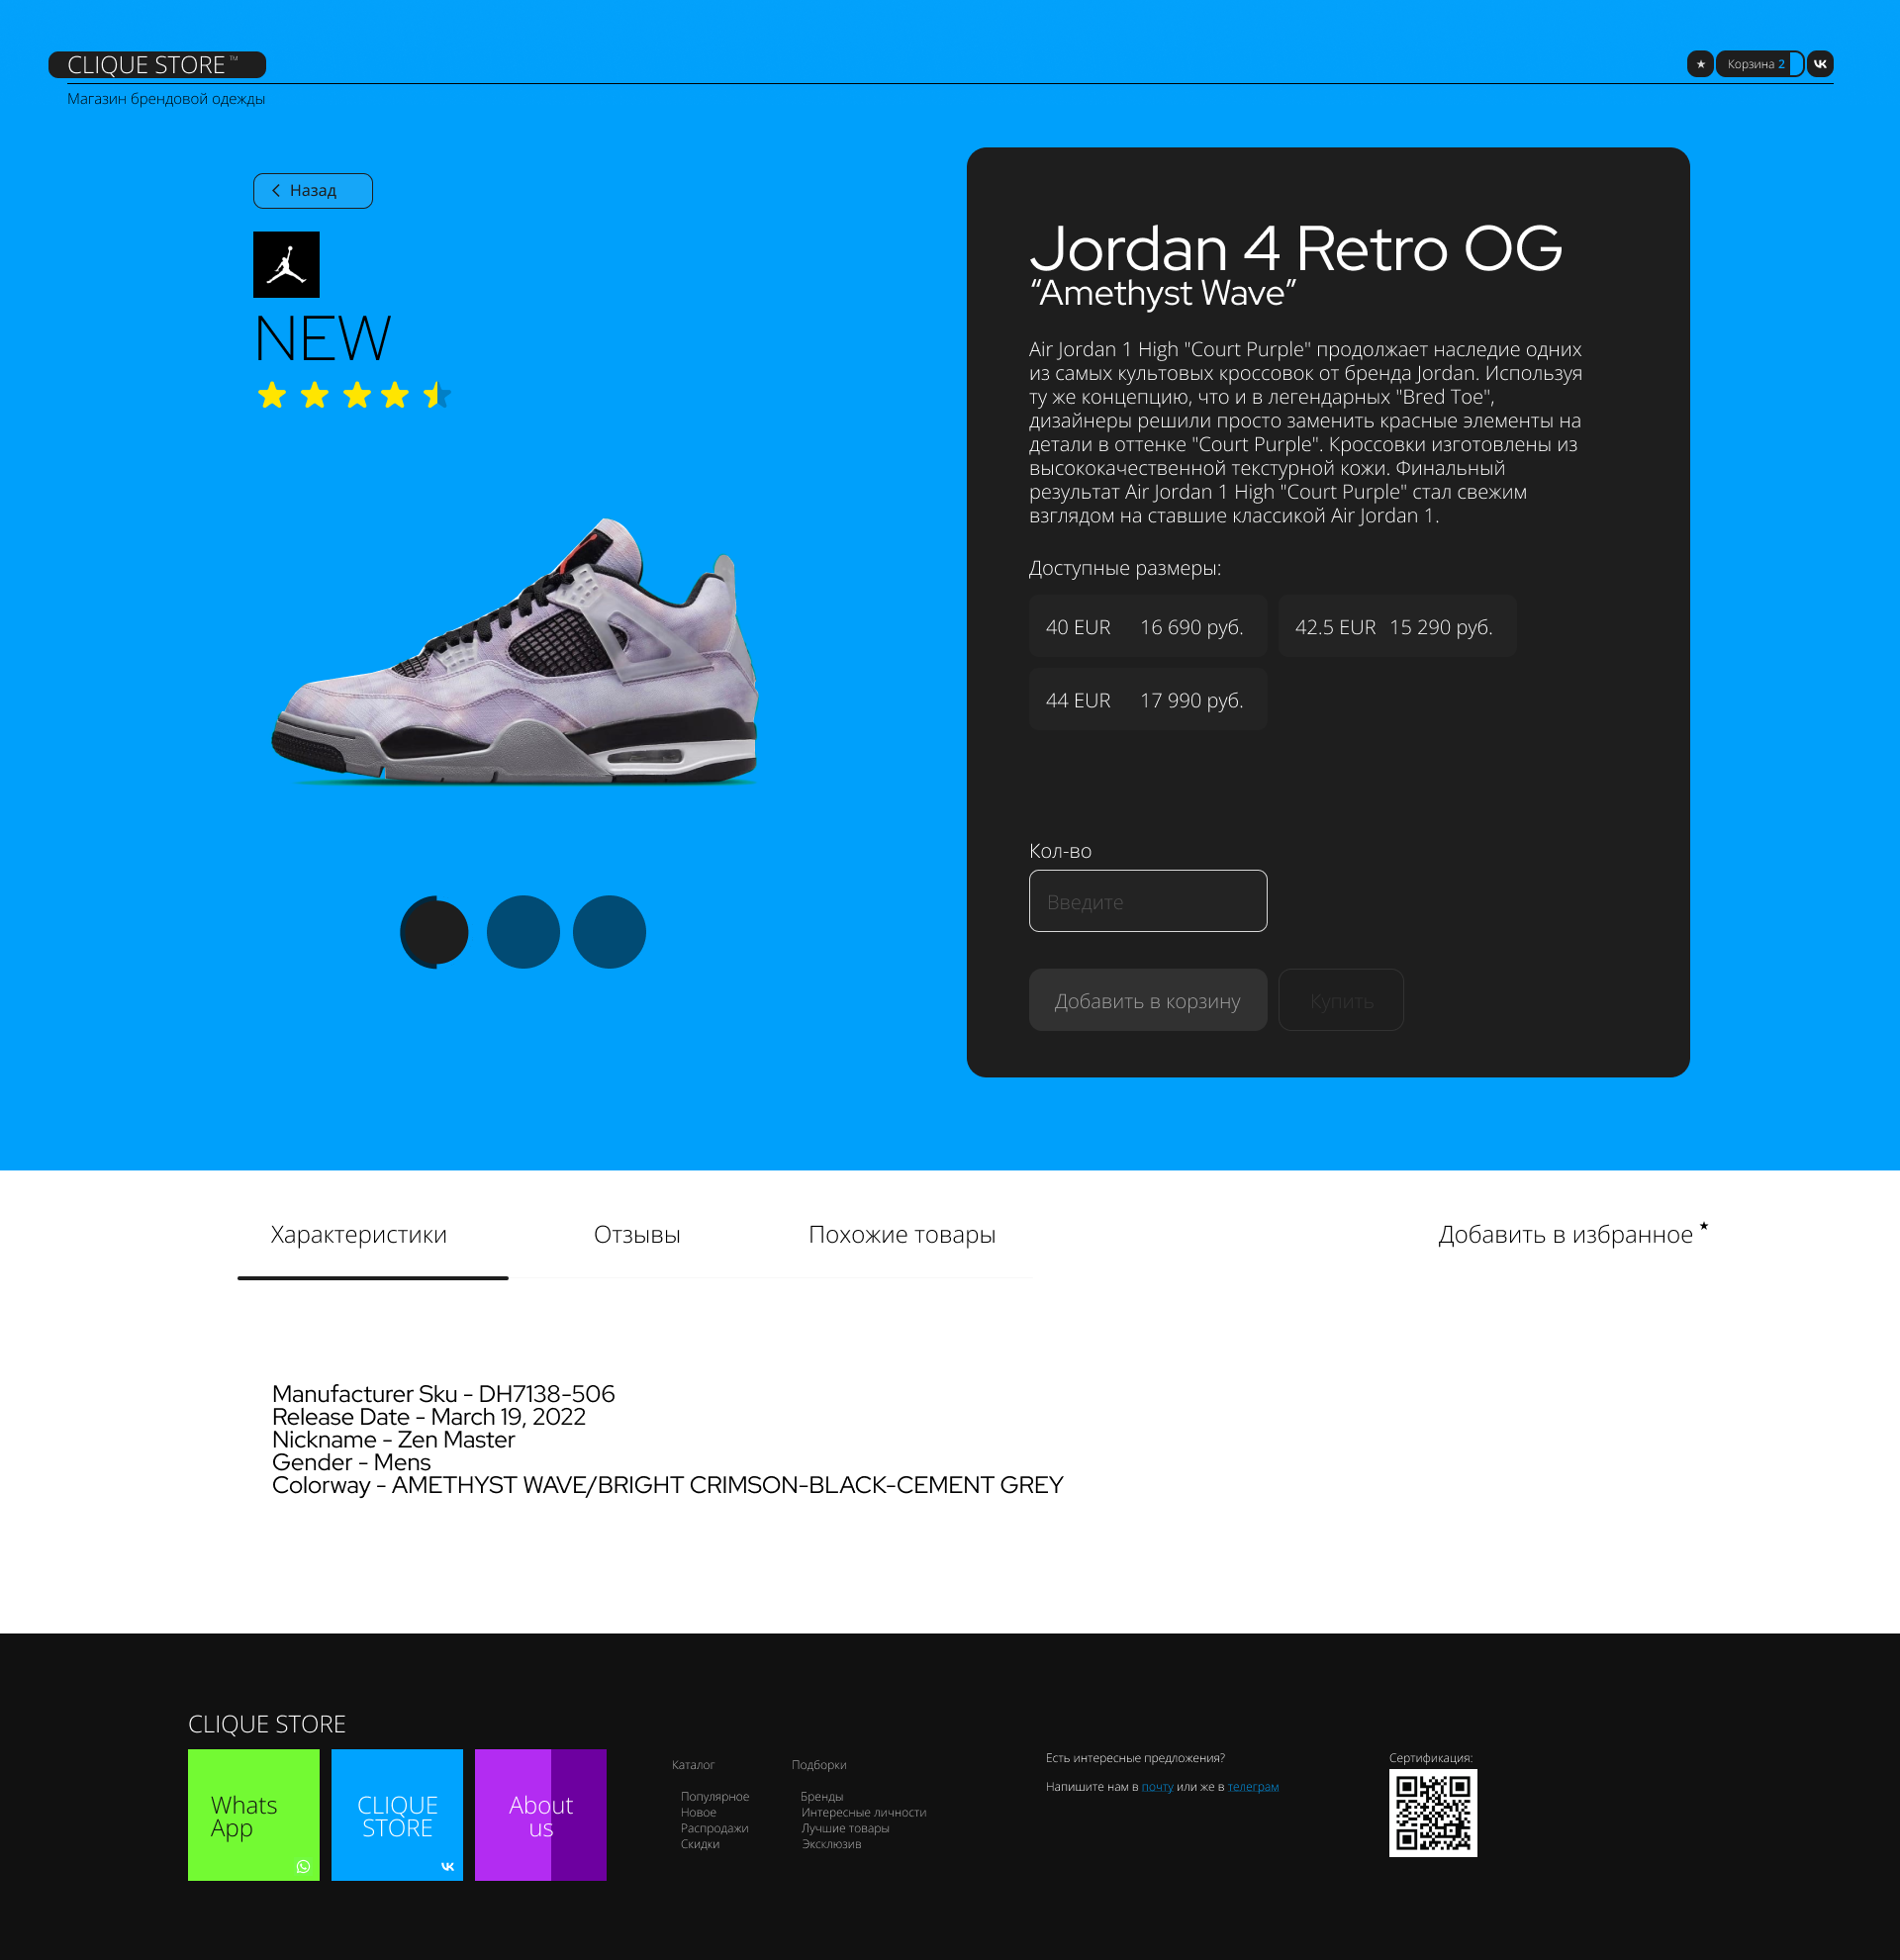 CLIQUE STORE™
Корзина 2
Магазин брендовой одежды
Назад
NEW
Jordan 4 Retro OG
“Amethyst Wave”
Air Jordan 1 High "Court Purple" продолжает наследие одних
из самых культовых кроссовок от бренда Jordan. Используя
ту же концепцию, что и в легендарных "Bred Toe",
дизайнеры решили просто заменить красные элементы на
детали в оттенке "Court Purple". Кроссовки изготовлены из
высококачественной текстурной кожи. Финальный
результат Air Jordan 1 High "Court Purple" стал свежим
взглядом на ставшие классикой Air Jordan 1.
Доступные размеры:
40 EUR 16 690 руб.
42.5 EUR 15 290 руб.
44 EUR 17 990 руб.
Кол-во
Введите
Добавить в корзину
Купить
Характеристики
Отзывы
Похожие товары
Добавить в избранное
Manufacturer Sku - DH7138-506
Release Date - March 19, 2022
Nickname - Zen Master
Gender - Mens
Colorway - AMETHYST WAVE/BRIGHT CRIMSON-BLACK-CEMENT GREY
CLIQUE STORE
Whats
App
CLIQUE
STORE
About
us
Каталог
Популярное
Новое
Распродажи
Скидки
Подборки
Бренды
Интересные личности
Лучшие товары
Эксклюзив
Есть интересные предложения?
Напишите нам в почту или же в телеграм
Сертификация: